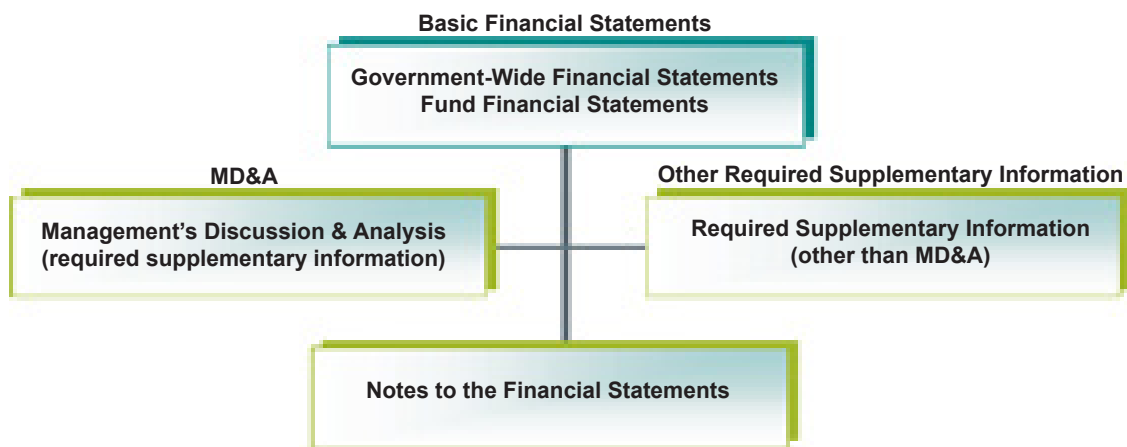 Basic Financial Statements
Government-Wide Financial Statements
Fund Financial Statements
MD&A
Management’s Discussion & Analysis
(required supplementary information)
Other Required Supplementary Information
Required Supplementary Information
(other than MD&A)
Notes to the Financial Statements